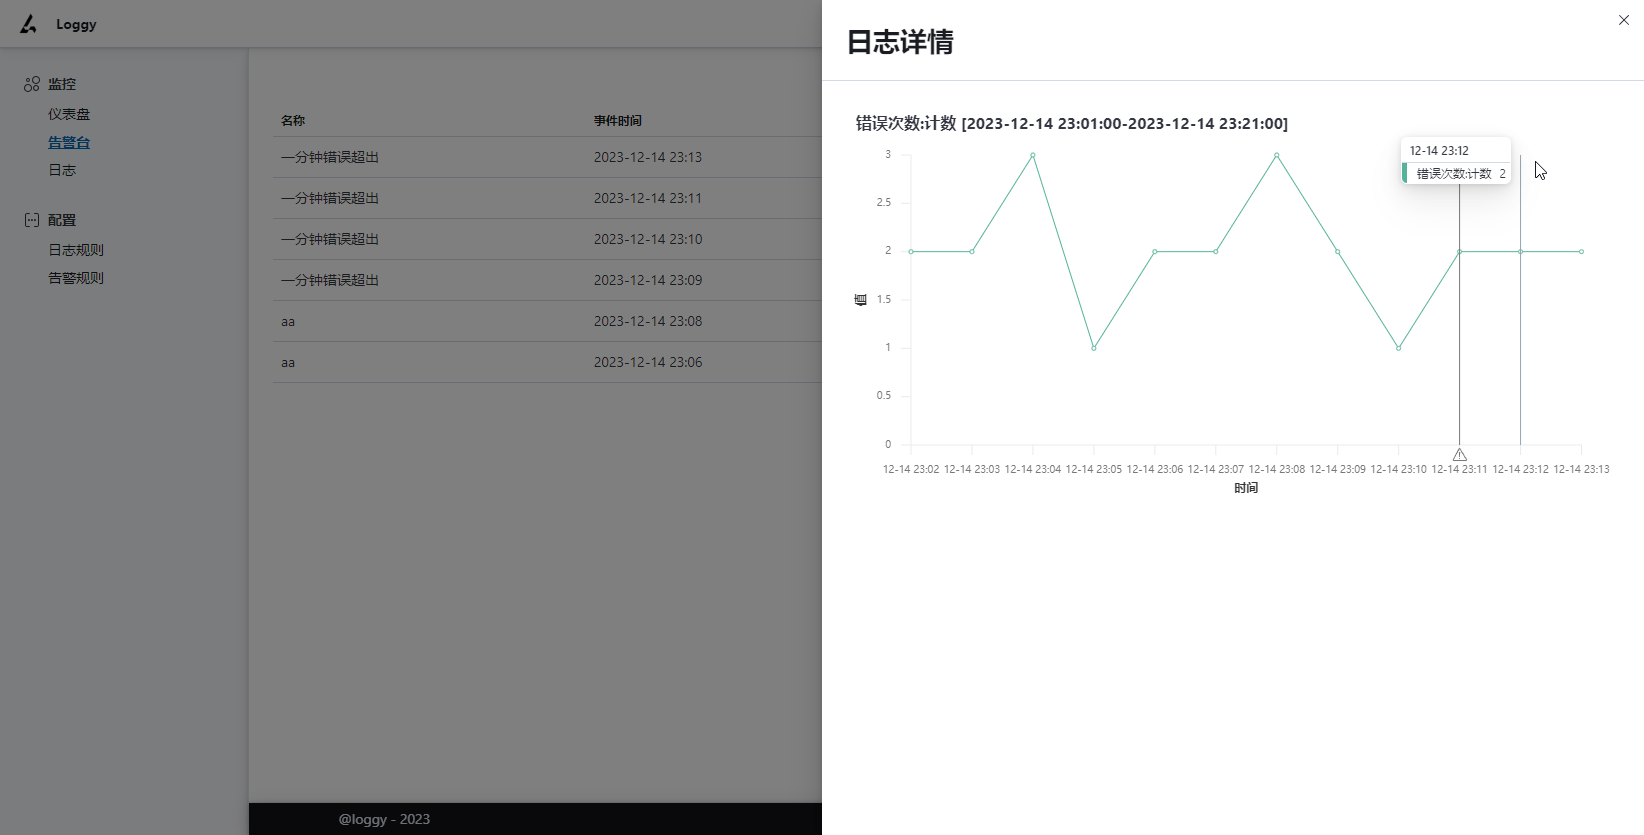 Loggy
监控
仪表盘
告警台
日志
配置
日志规则
告警规则
名称 事件时间
一分钟错误超出 2023-12-14 23:13
一分钟错误超出 2023-12-14 23:11
一分钟错误超出 2023-12-14 23:10
一分钟错误超出 2023-12-14 23:09
aa 2023-12-14 23:08
aa 2023-12-14 23:06
@loggy - 2023
日志详情
错误次数:计数 [2023-12-14 23:01:00-2023-12-14 23:21:00]
12-14 23:12
错误次数:计数 2
3
2.5
2
1.5
1
0.5
0
值
12-14 23:02 12-14 23:03 12-14 23:04 12-14 23:05 12-14 23:06 12-14 23:07 12-14 23:08 12-14 23:09 12-14 23:10 12-14 23:11 12-14 23:12 12-14 23:13
时间